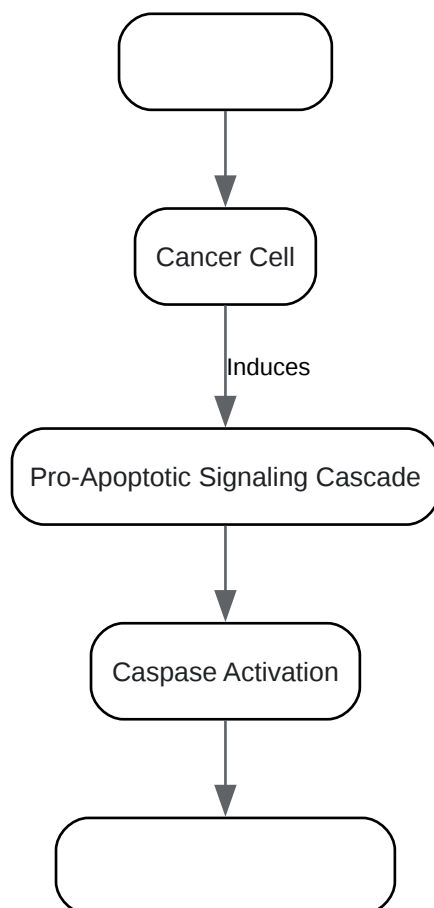 Cancer Cell
Induces
Pro-Apoptotic Signaling Cascade
Caspase Activation